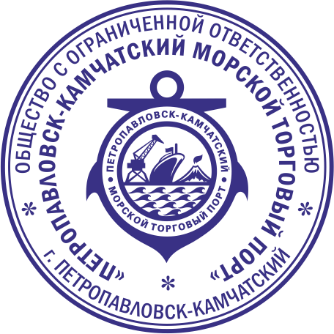 ОБЩЕСТВО С ОГРАНИЧЕННОЙ ОТВЕТСТВЕННОСТЬЮ
"ПЕТРОПАВЛОВСК-КАМЧАТСКИЙ МОРСКОЙ ТОРГОВЫЙ ПОРТ"
* г. ПЕТРОПАВЛОВСК-КАМЧАТСКИЙ *
ПЕТРОПАВЛОВСК-КАМЧАТСКИЙ
МОРСКОЙ ТОРГОВЫЙ ПОРТ